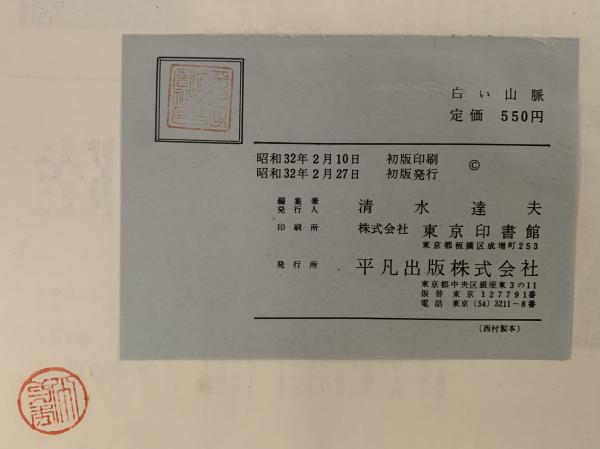 白い山脈
定価 550円
昭和32年2月10日 初版印刷
昭和32年2月27日 初版発行 ©
編集兼
発行人 清水達夫
印刷所 株式会社 東京印書館
東京都板橋区成増町253
発行所 平凡出版株式会社
東京都中央区銀座東3の11
振替 東京 127791番
電話 東京 (54) 3211〜8番
(西村製本)